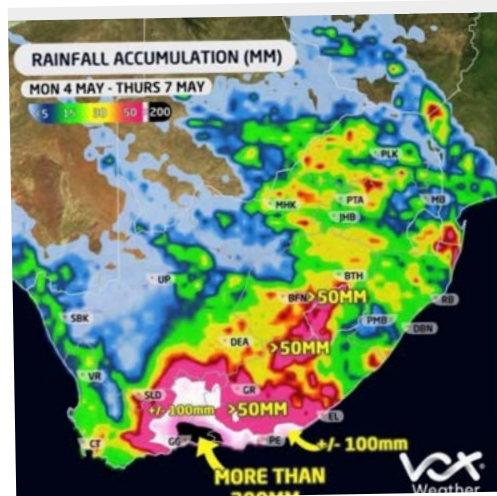 RAINFALL ACCUMULATION (MM)
MON 4 MAY - THURS 7 MAY
5 15 30 50 200
PLK
MHK
PTA
MB
JHB
UP
BTH
BFN
>50MM
RB
SBK
PMB
DBN
DEA
>50MM
VR
SLD
GR
+/- 100mm
>50MM
EL
CT
GG
PE
+/- 100mm
MORE THAN
VOX
Weather